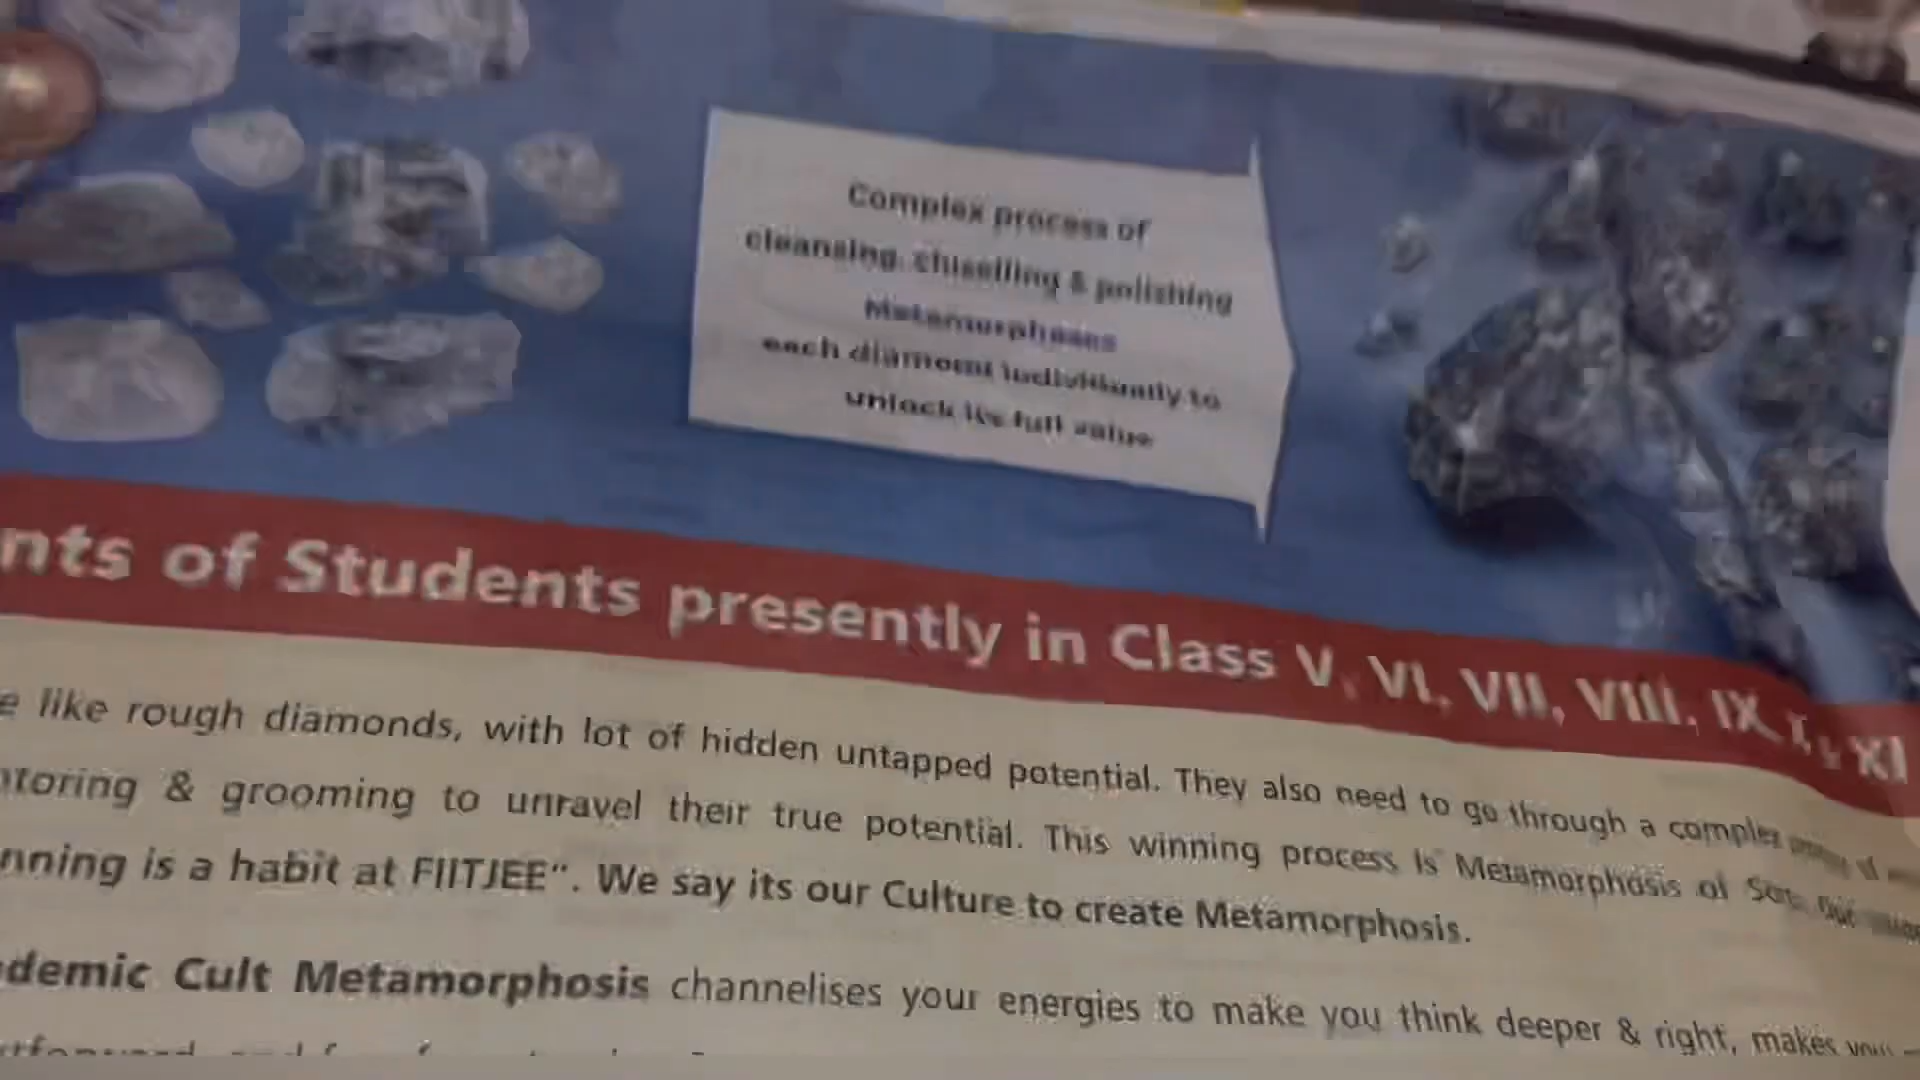 Complex process of
cleansing, chiselling & polishing
Metamorphoses
each diamond individually to
unlock its full value
nts of Students presently in Class V, VI, VII, VIII, IX, X, XI
e like rough diamonds, with lot of hidden untapped potential. They also need to go through a complex
toring & grooming to unravel their true potential. This winning process is Metamorphosis of
nning is a habit at FIITJEE“. We say its our Culture to create Metamorphosis.
demic Cult Metamorphosis channelises your energies to make you think deeper & right, makes you